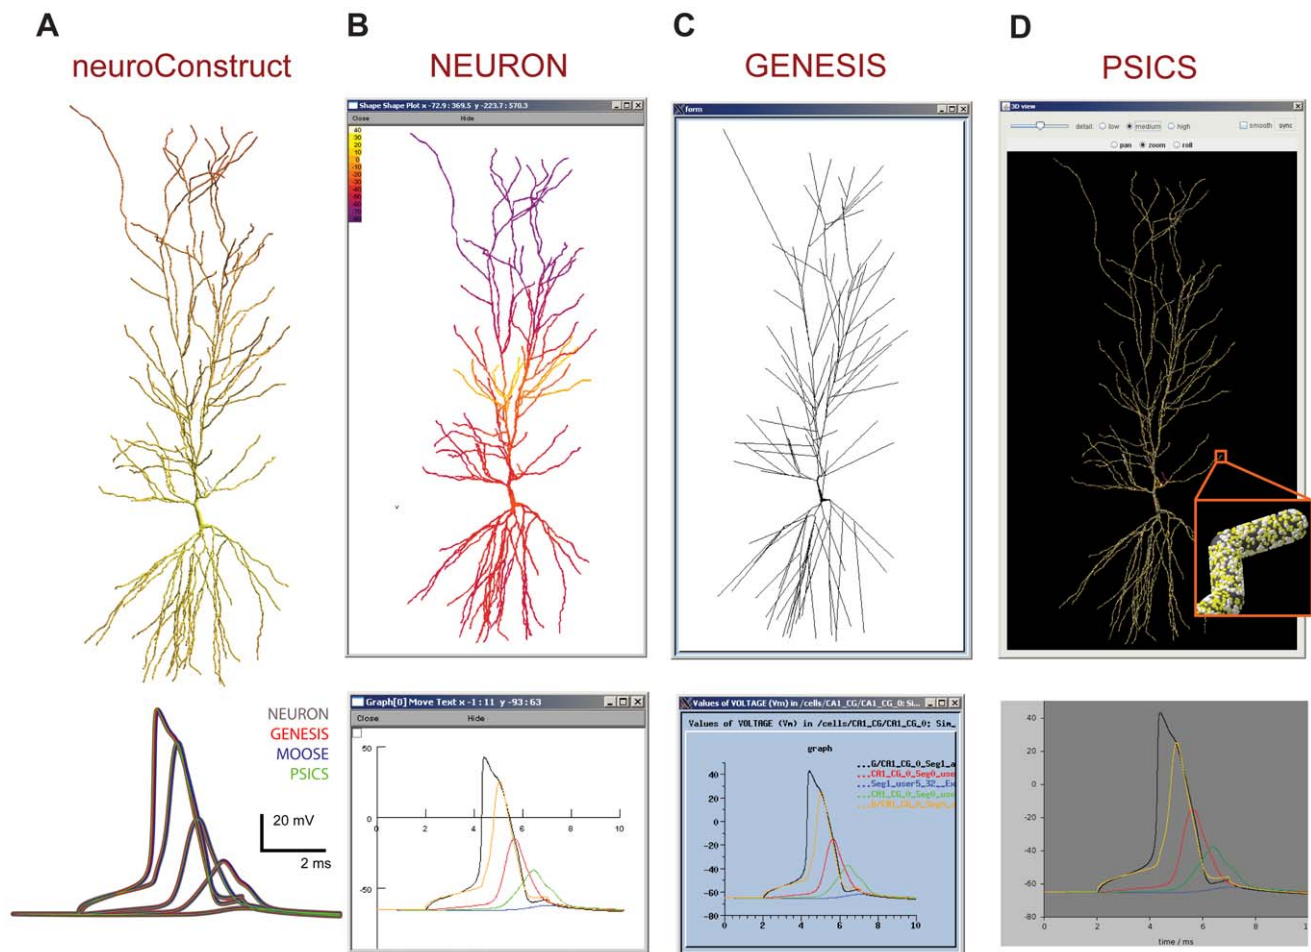 A
neuroConstruct
B
NEURON
C
GENESIS
D
PSICS
Shape Shape Plot x -72.9 : 369.5 y -223.7 : 570.3
Close Hide
40
30
20
10
0
-10
-20
-30
form
3D view
detail: low medium high smooth sync
pan zoom roll
v
NEURON
GENESIS
MOOSE
PSICS
20 mV
2 ms
Graph[0] Move Text x -1 : 11 y -93 : 63
Close Hide
50
0 2 4 6 8 10
-50
Values of VOLTAGE (Vm) in /cells/CA1_CG/CA1_CG_0: Si...
Values of VOLTAGE (Vm) in /cells/CA1_CG/CA1_CG_0: Sim_
graph
...G/CA1_CG_0_Seg1_a
...CA1_CG_0_Seg0_use
...Seg1_user5_32__Ex
...CA1_CG_0_Seg0_use
40
20
0
-20
-40
-60
-80
0 2 4 6 8 10
40
20
0
-20
-40
-60
-80
0 2 4 6 8
time / ms